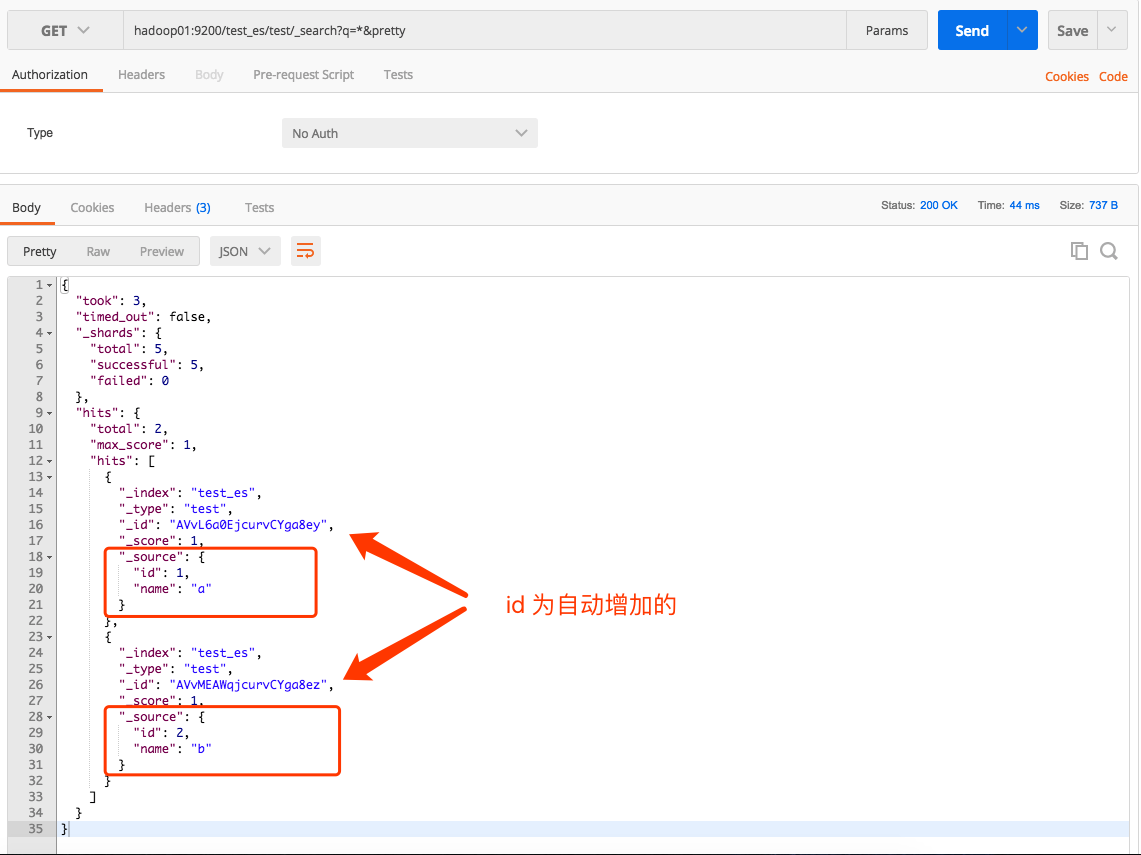 GET hadoop01:9200/test_es/test/_search?q=*&pretty Params Send Save
Authorization Headers Body Pre-request Script Tests Cookies Code
Type No Auth
Body Cookies Headers (3) Tests Status: 200 OK Time: 44 ms Size: 737 B
Pretty Raw Preview JSON
1 {
2 "took": 3,
3 "timed_out": false,
4 "_shards": {
5 "total": 5,
6 "successful": 5,
7 "failed": 0
8 },
9 "hits": {
10 "total": 2,
11 "max_score": 1,
12 "hits": [
13 {
14 "_index": "test_es",
15 "_type": "test",
16 "_id": "AVvL6a0EjcurvCYga8ey",
17 "_score": 1,
18 "_source": {
19 "id": 1,
20 "name": "a"
21 }
22 },
23 {
24 "_index": "test_es",
25 "_type": "test",
26 "_id": "AVvMEAWqjcurvCYga8ez",
27 "_score": 1,
28 "_source": {
29 "id": 2,
30 "name": "b"
31 }
32 }
33 ]
34 }
35 }
id 为自动增加的